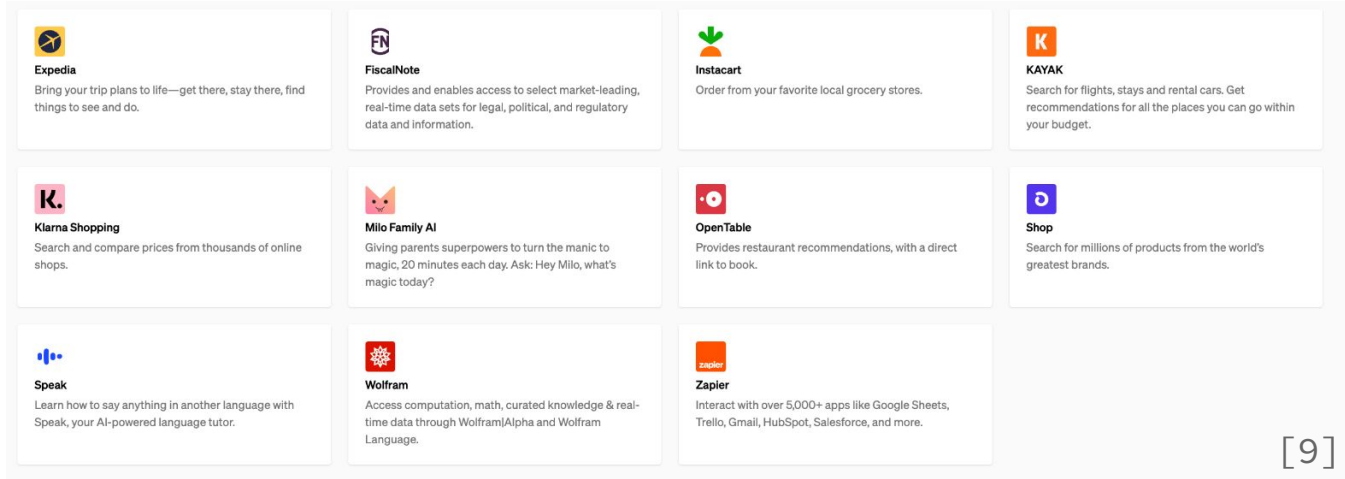 Expedia
Bring your trip plans to life—get there, stay there, find
things to see and do.
FN
FiscalNote
Provides and enables access to select market-leading,
real-time data sets for legal, political, and regulatory
data and information.
Instacart
Order from your favorite local grocery stores.
K
KAYAK
Search for flights, stays and rental cars. Get
recommendations for all the places you can go within
your budget.
K.
Klarna Shopping
Search and compare prices from thousands of online
shops.
Milo Family AI
Giving parents superpowers to turn the manic to
magic, 20 minutes each day. Ask: Hey Milo, what's
magic today?
OpenTable
Provides restaurant recommendations, with a direct
link to book.
Shop
Search for millions of products from the world's
greatest brands.
Speak
Learn how to say anything in another language with
Speak, your AI-powered language tutor.
Wolfram
Access computation, math, curated knowledge & real-
time data through Wolfram|Alpha and Wolfram
Language.
zapier
Zapier
Interact with over 5,000+ apps like Google Sheets,
Trello, Gmail, HubSpot, Salesforce, and more.
[9]